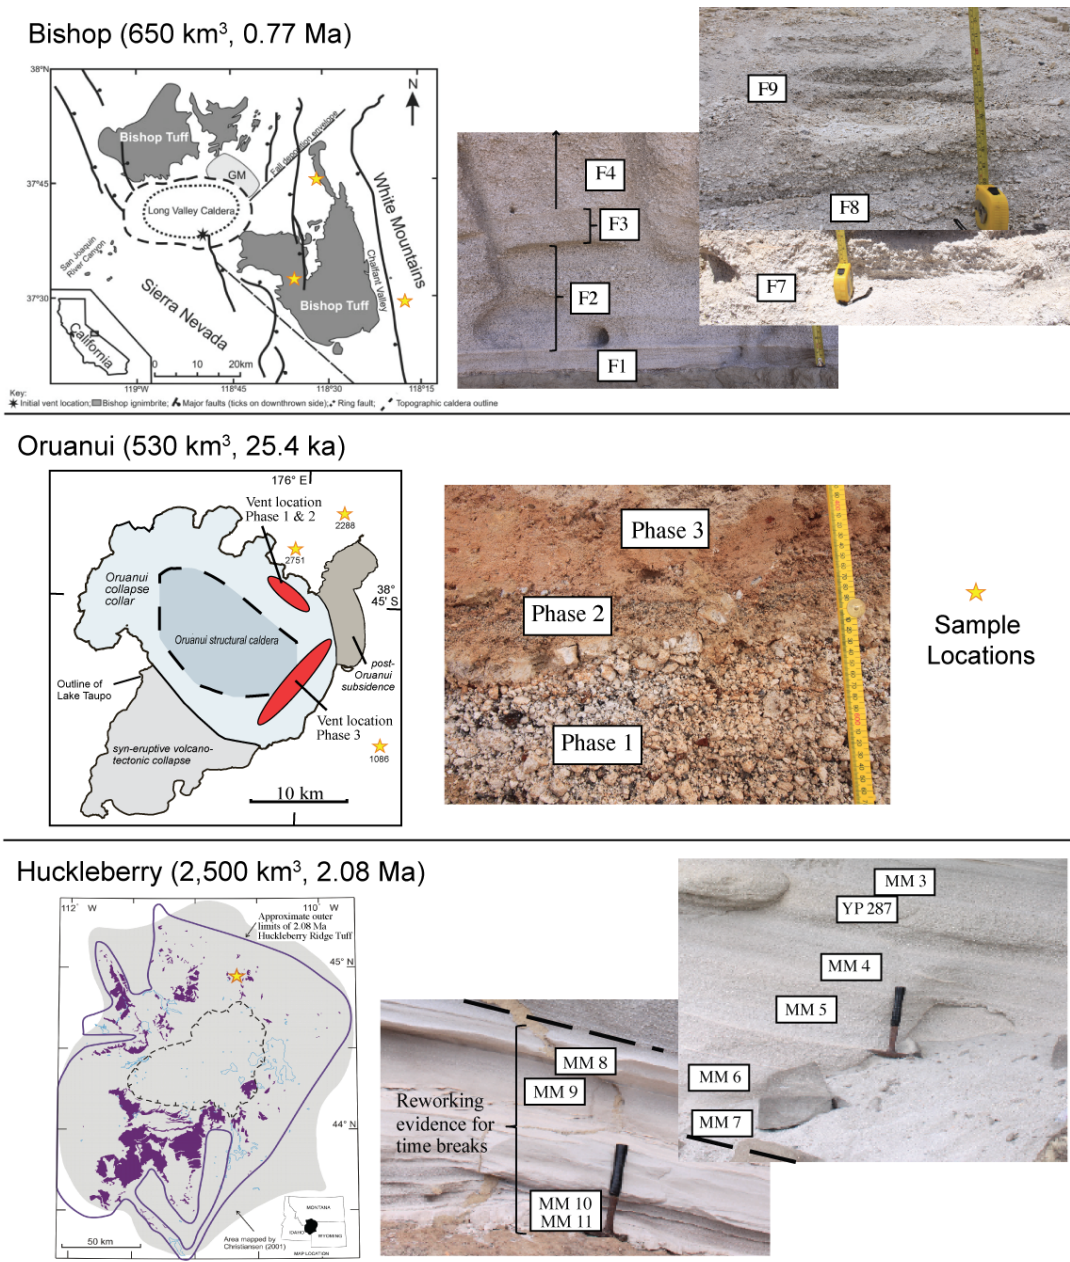 Bishop (650 km³, 0.77 Ma)
38°N
N
Bishop Tuff
Fall deposition envelope
GM
37°45'
Long Valley Caldera
White Mountains
San Joaquin
River Canyon
Chalfant Valley
37°30'
Sierra Nevada
Bishop Tuff
California
0 10 20km
119°W 118°45' 118°30' 118°15'
Key:
Initial vent location; Bishop ignimbrite; Major faults (ticks on downthrown side); Ring fault; Topographic caldera outline
F4
F3
F2
F1
F9
F8
F7
Oruanui (530 km³, 25.4 ka)
176° E
Vent location
Phase 1 & 2
2288
2751
Oruanui
collapse
collar
38°
45' S
Oruanui structural caldera
post-
Oruanui
subsidence
Outline of
Lake Taupo
Vent location
Phase 3
syn-eruptive volcano-
tectonic collapse
1086
10 km
Phase 3
Phase 2
Phase 1
Sample
Locations
Huckleberry (2,500 km³, 2.08 Ma)
112° W
110° W
Approximate outer
limits of 2.08 Ma
Huckleberry Ridge Tuff
45° N
44° N
50 km
Area mapped by
Christiansen (2001)
MONTANA
IDAHO
WYOMING
MAP LOCATION
Reworking
evidence for
time breaks
MM 8
MM 9
MM 10
MM 11
MM 3
YP 287
MM 4
MM 5
MM 6
MM 7